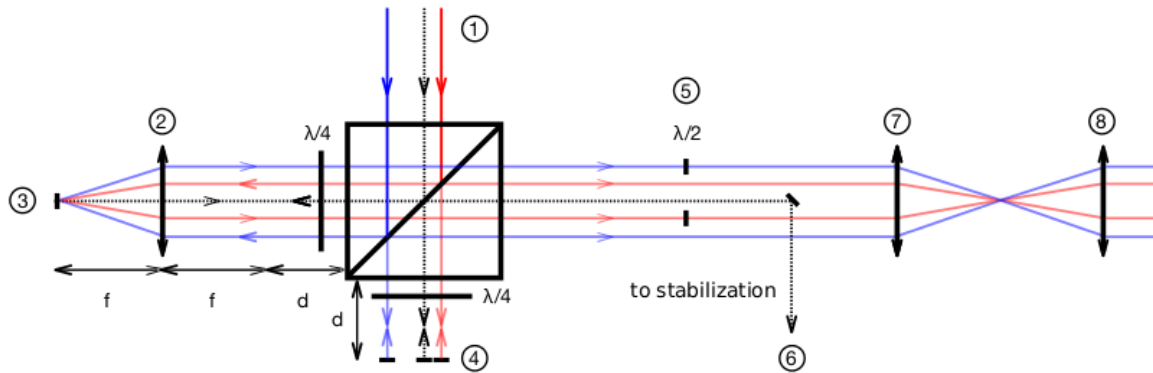 ①
⑤
②
λ/4
λ/2
⑦
⑧
③
f
f
d
d
λ/4
to stabilization
④
⑥